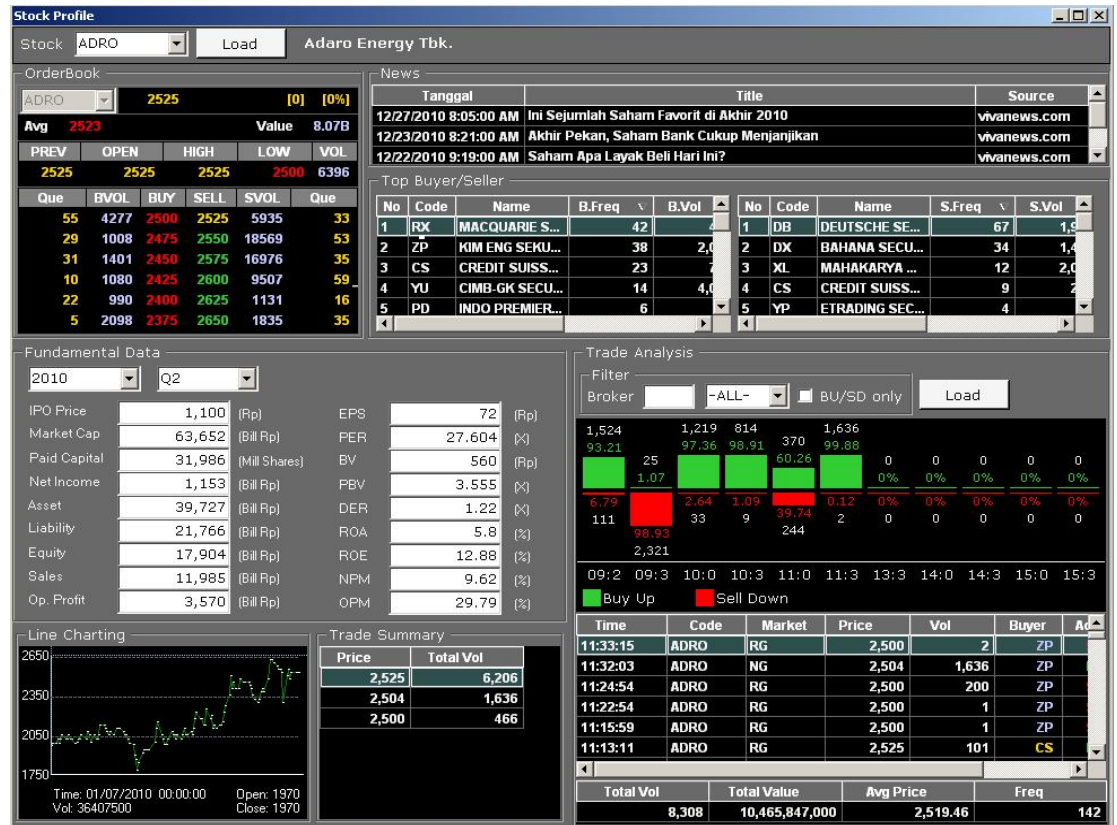 Stock Profile
Stock ADRO Load Adaro Energy Tbk.
OrderBook
ADRO 2525 [0] [0%]
Avg 2523 Value 8.07B
PREV OPEN HIGH LOW VOL
2525 2525 2525 2500 6396
Que BVOL BUY SELL SVOL Que
55 4277 2500 2525 5935 33
29 1008 2475 2550 18569 53
31 1401 2450 2575 16976 35
10 1080 2425 2600 9507 59
22 990 2400 2625 1131 16
5 2098 2375 2650 1835 35
News
Tanggal Title Source
12/27/2010 8:05:00 AM Ini Sejumlah Saham Favorit di Akhir 2010 vivanews.com
12/23/2010 8:21:00 AM Akhir Pekan, Saham Bank Cukup Menjanjikan vivanews.com
12/22/2010 9:19:00 AM Saham Apa Layak Beli Hari Ini? vivanews.com
Top Buyer/Seller
No Code Name B.Freq B.Vol
1 RX MACQUARIE S... 42
2 ZP KIM ENG SEKU... 38 2,0
3 CS CREDIT SUISS... 23
4 YU CIMB-GK SECU... 14 4,0
5 PD INDO PREMIER... 6
No Code Name S.Freq S.Vol
1 DB DEUTSCHE SE... 67 1,9
2 DX BAHANA SECU... 34 1,4
3 XL MAHAKARYA ... 12 2,0
4 CS CREDIT SUISS... 9 2
5 YP ETRADING SEC... 4
Fundamental Data
2010 Q2
IPO Price 1,100 (Rp) EPS 72 (Rp)
Market Cap 63,652 (Bill Rp) PER 27.604 (X)
Paid Capital 31,986 (Mill Shares) BV 560 (Rp)
Net Income 1,153 (Bill Rp) PBV 3.555 (X)
Asset 39,727 (Bill Rp) DER 1.22 (X)
Liability 21,766 (Bill Rp) ROA 5.8 (%)
Equity 17,904 (Bill Rp) ROE 12.88 (%)
Sales 11,985 (Bill Rp) NPM 9.62 (%)
Op. Profit 3,570 (Bill Rp) OPM 29.79 (%)
Trade Analysis
Filter
Broker -ALL- BU/SD only Load
1,524 1,219 814 1,636
93.21 97.36 98.91 370 99.88
25 60.26 0 0 0 0
1.07 0% 0% 0% 0%
6.79 2.64 1.09 39.74 0.12 0% 0% 0% 0%
111 33 9 244 2 0 0 0 0
98.93
2,321
09:2 09:3 10:0 10:3 11:0 11:3 13:3 14:0 14:3 15:0 15:3
Buy Up Sell Down
Line Charting
2650
2350
2050
1750
Time: 01/07/2010 00:00:00 Open: 1970
Vol: 36407500 Close: 1970
Trade Summary
Price Total Vol
2,525 6,206
2,504 1,636
2,500 466
Time Code Market Price Vol Buyer
11:33:15 ADRO RG 2,500 2 ZP
11:32:03 ADRO NG 2,504 1,636 ZP
11:24:54 ADRO RG 2,500 200 ZP
11:22:54 ADRO RG 2,500 1 ZP
11:15:59 ADRO RG 2,500 1 ZP
11:13:11 ADRO RG 2,525 101 CS
Total Vol Total Value Avg Price Freq
8,308 10,465,847,000 2,519.46 142